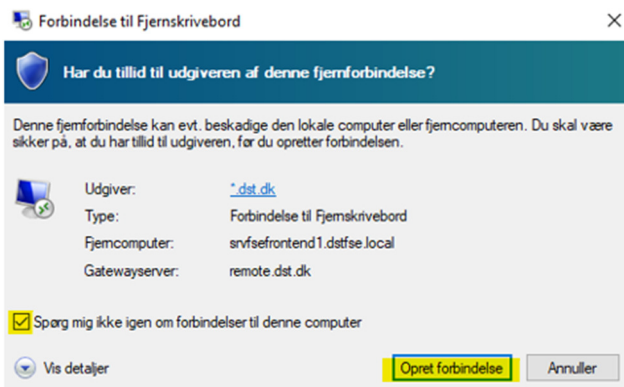 Forbindelse til Fjernskrivebord
Har du tillid til udgiveren af denne fjernforbindelse?
Denne fjernforbindelse kan evt. beskadige den lokale computer eller fjerncomputeren. Du skal være
sikker på, at du har tillid til udgiveren, før du opretter forbindelsen.
Udgiver: *.dst.dk
Type: Forbindelse til Fjernskrivebord
Fjerncomputer: srvfsefrontend1.dstfse.local
Gatewayserver: remote.dst.dk
Spørg mig ikke igen om forbindelser til denne computer
Vis detaljer Opret forbindelse Annuller